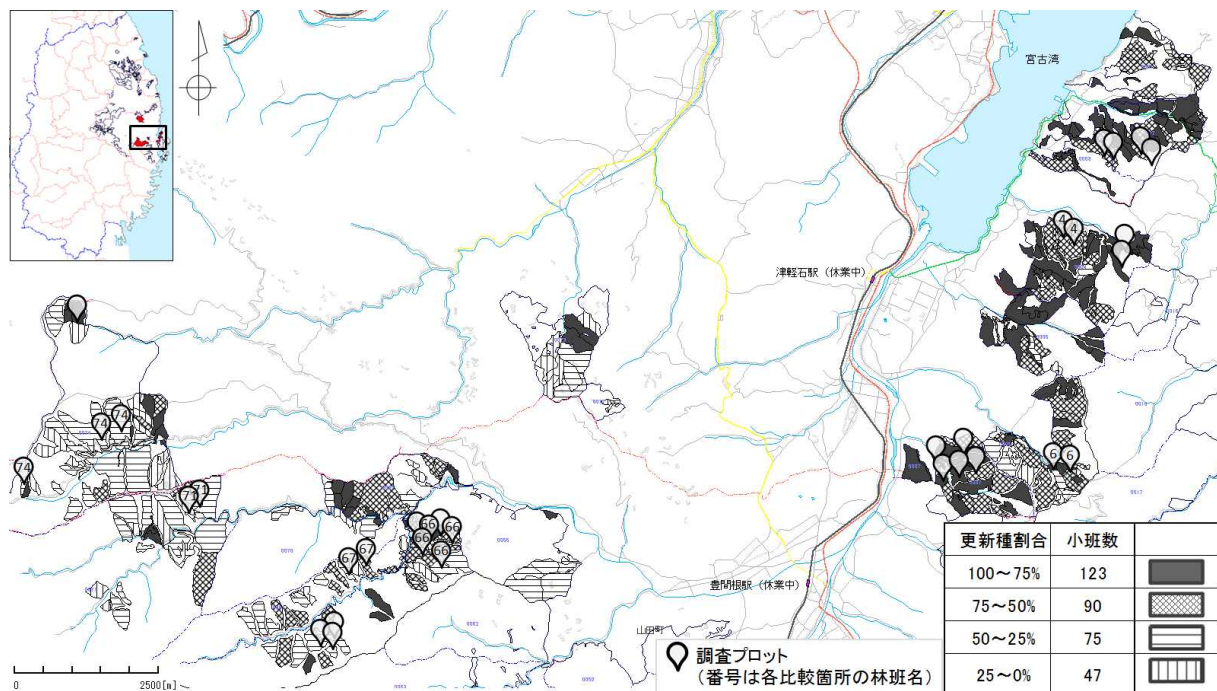 宮古湾
津軽石駅（休業中）
豊間根駅（休業中）
山田町
4
4
6
6
74
74
74
71
71
67
67
66
66
66
66
0 2500[m]
調査プロット
（番号は各比較箇所の林班名）
更新種割合 小班数
100～75% 123
75～50% 90
50～25% 75
25～0% 47